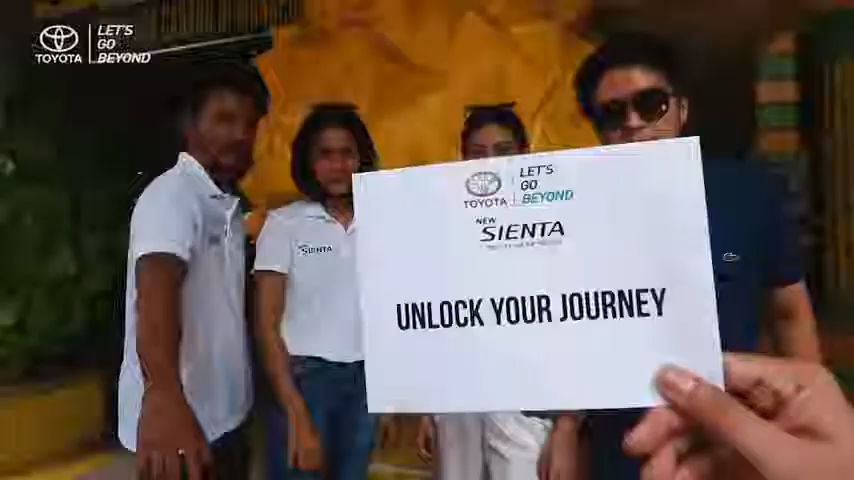 TOYOTA
LET'S
GO
BEYOND
TOYOTA
LET'S
GO
BEYOND
NEW
SIENTA
UNLOCK YOUR JOURNEY
SIENTA